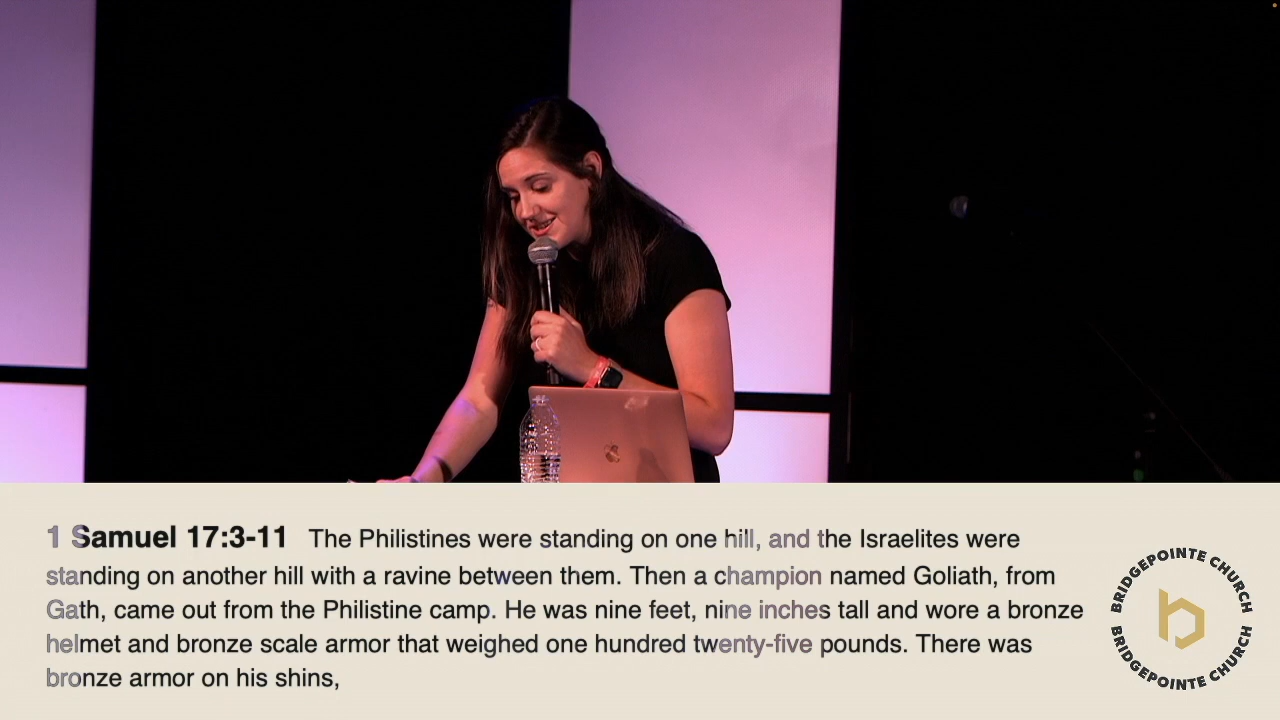 1 Samuel 17:3-11 The Philistines were standing on one hill, and the Israelites were
standing on another hill with a ravine between them. Then a champion named Goliath, from
Gath, came out from the Philistine camp. He was nine feet, nine inches tall and wore a bronze
helmet and bronze scale armor that weighed one hundred twenty-five pounds. There was
bronze armor on his shins,
BRIDGEPOINTE CHURCH
BRIDGEPOINTE CHURCH